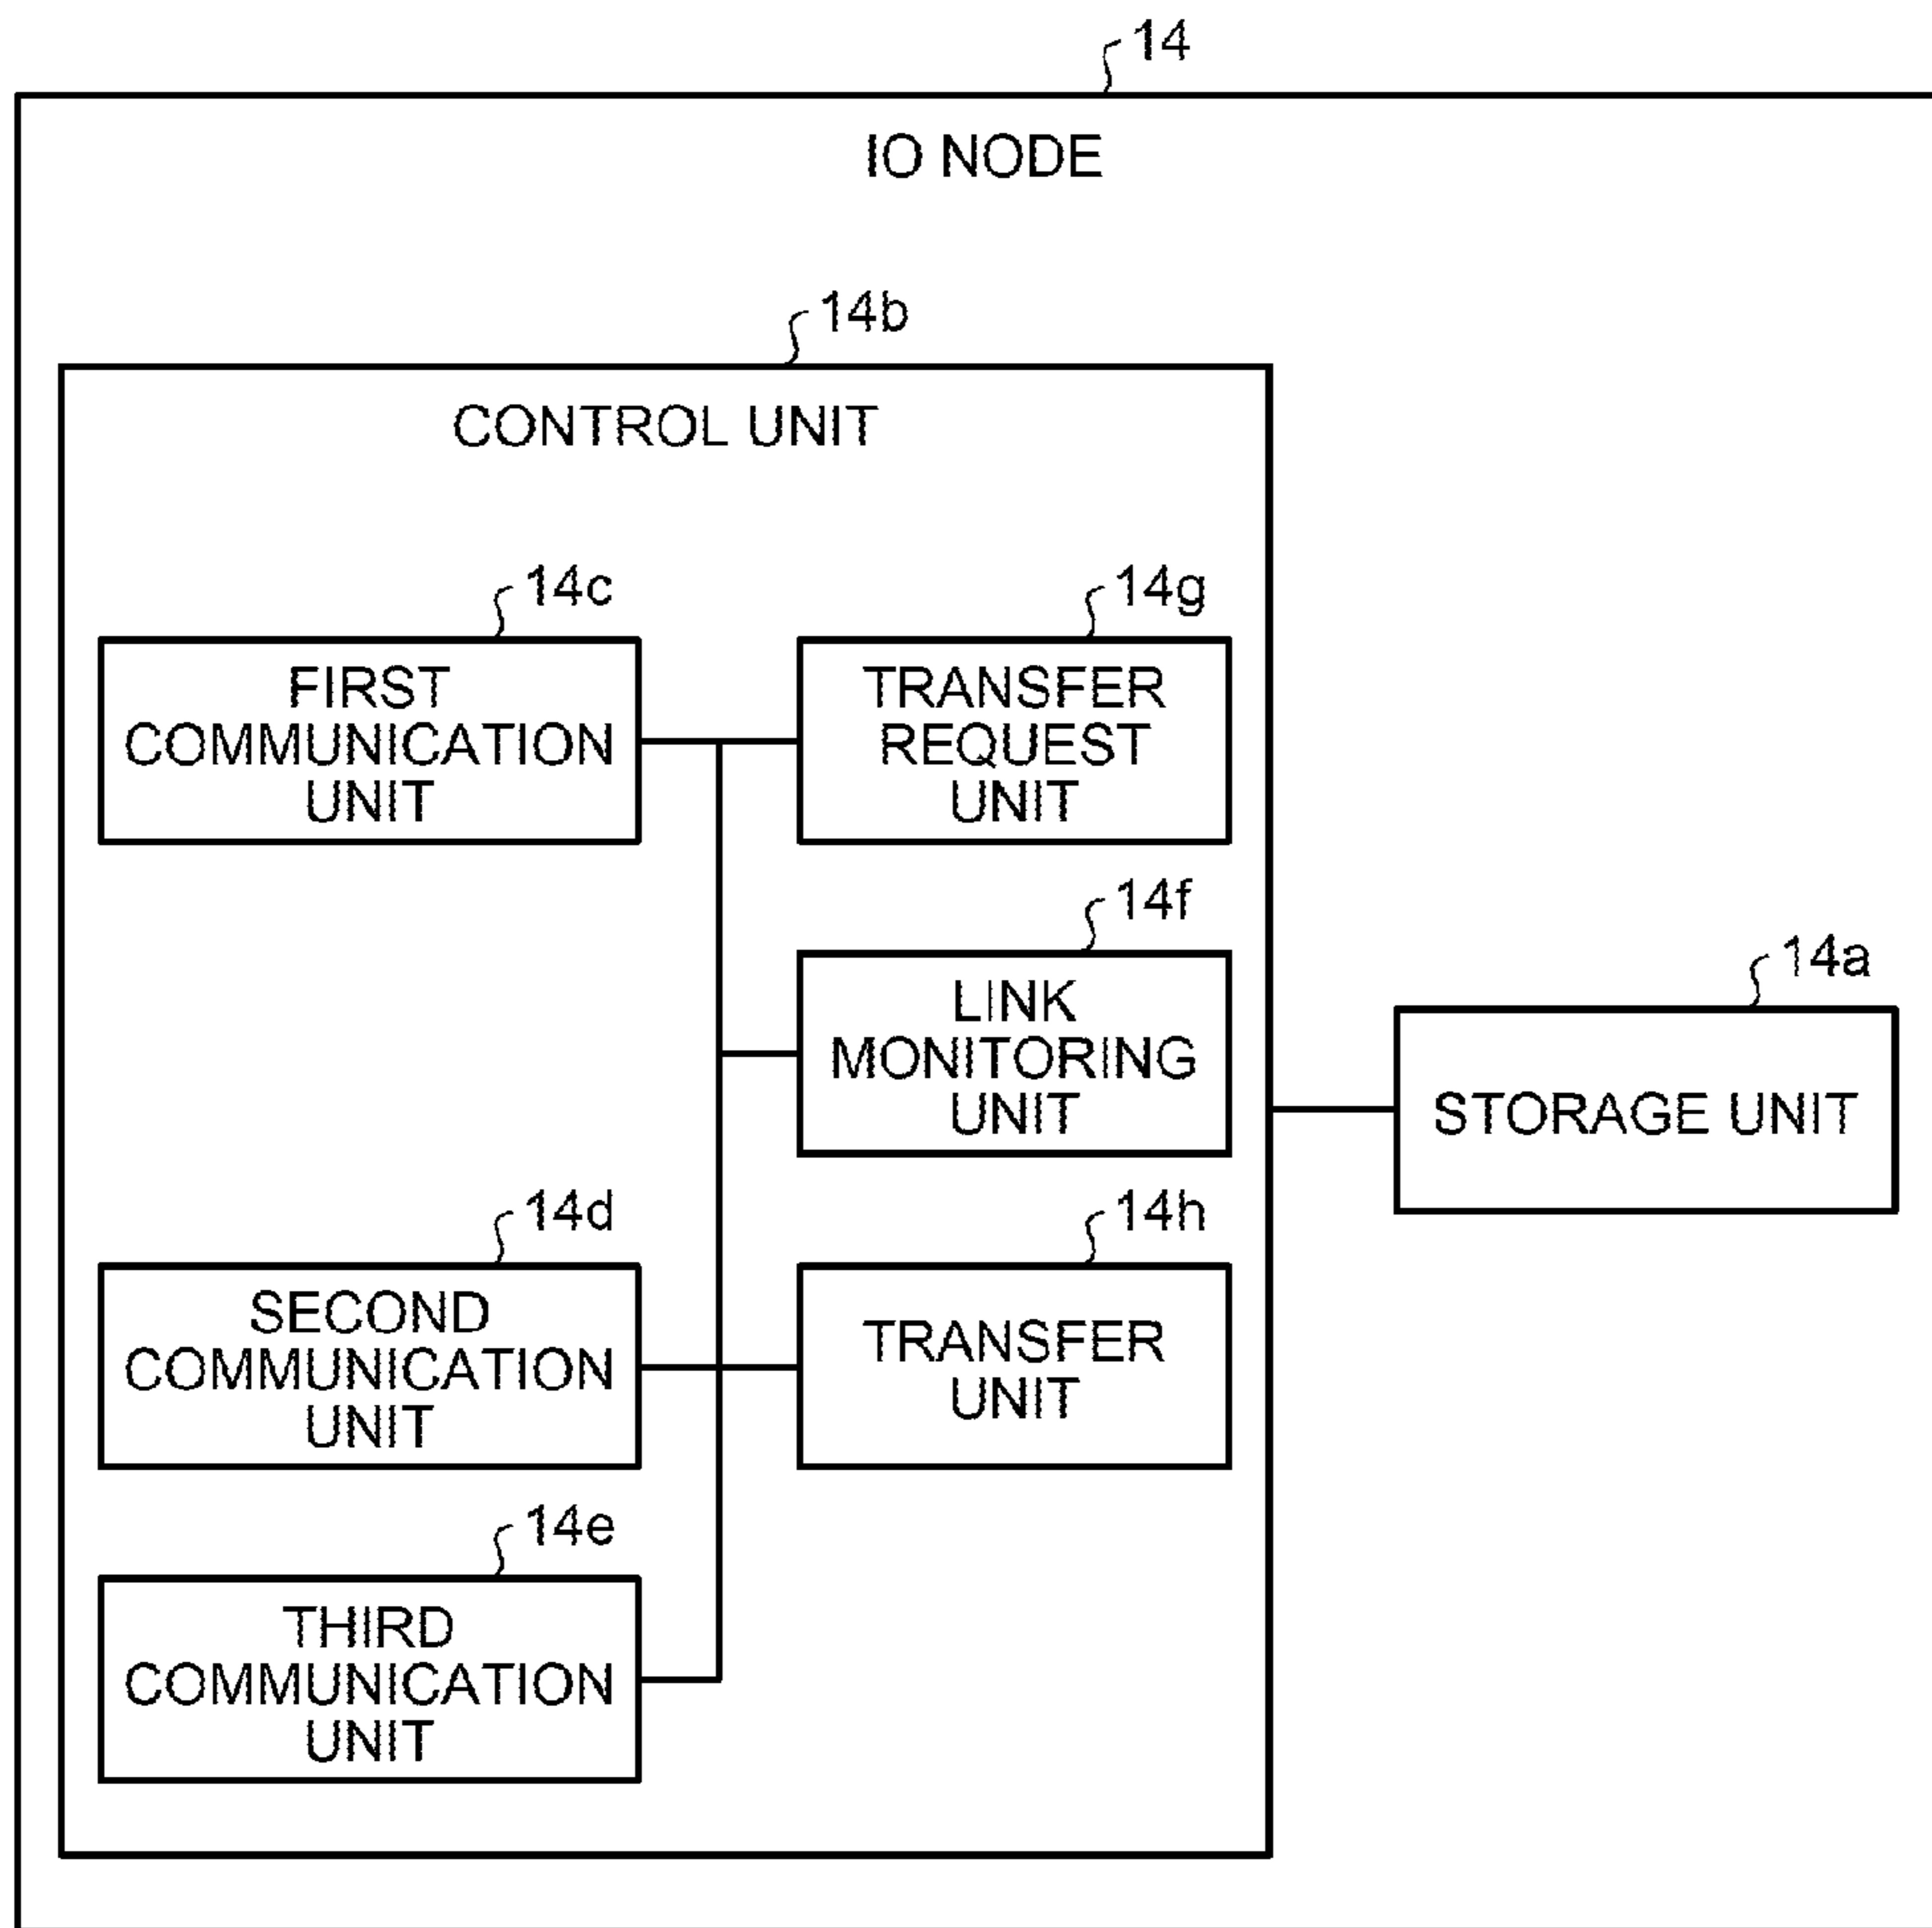 14
IO NODE
14b
CONTROL UNIT
14c
FIRST
COMMUNICATION
UNIT
14g
TRANSFER
REQUEST
UNIT
14f
LINK
MONITORING
UNIT
14a
STORAGE UNIT
14d
SECOND
COMMUNICATION
UNIT
14h
TRANSFER
UNIT
14e
THIRD
COMMUNICATION
UNIT